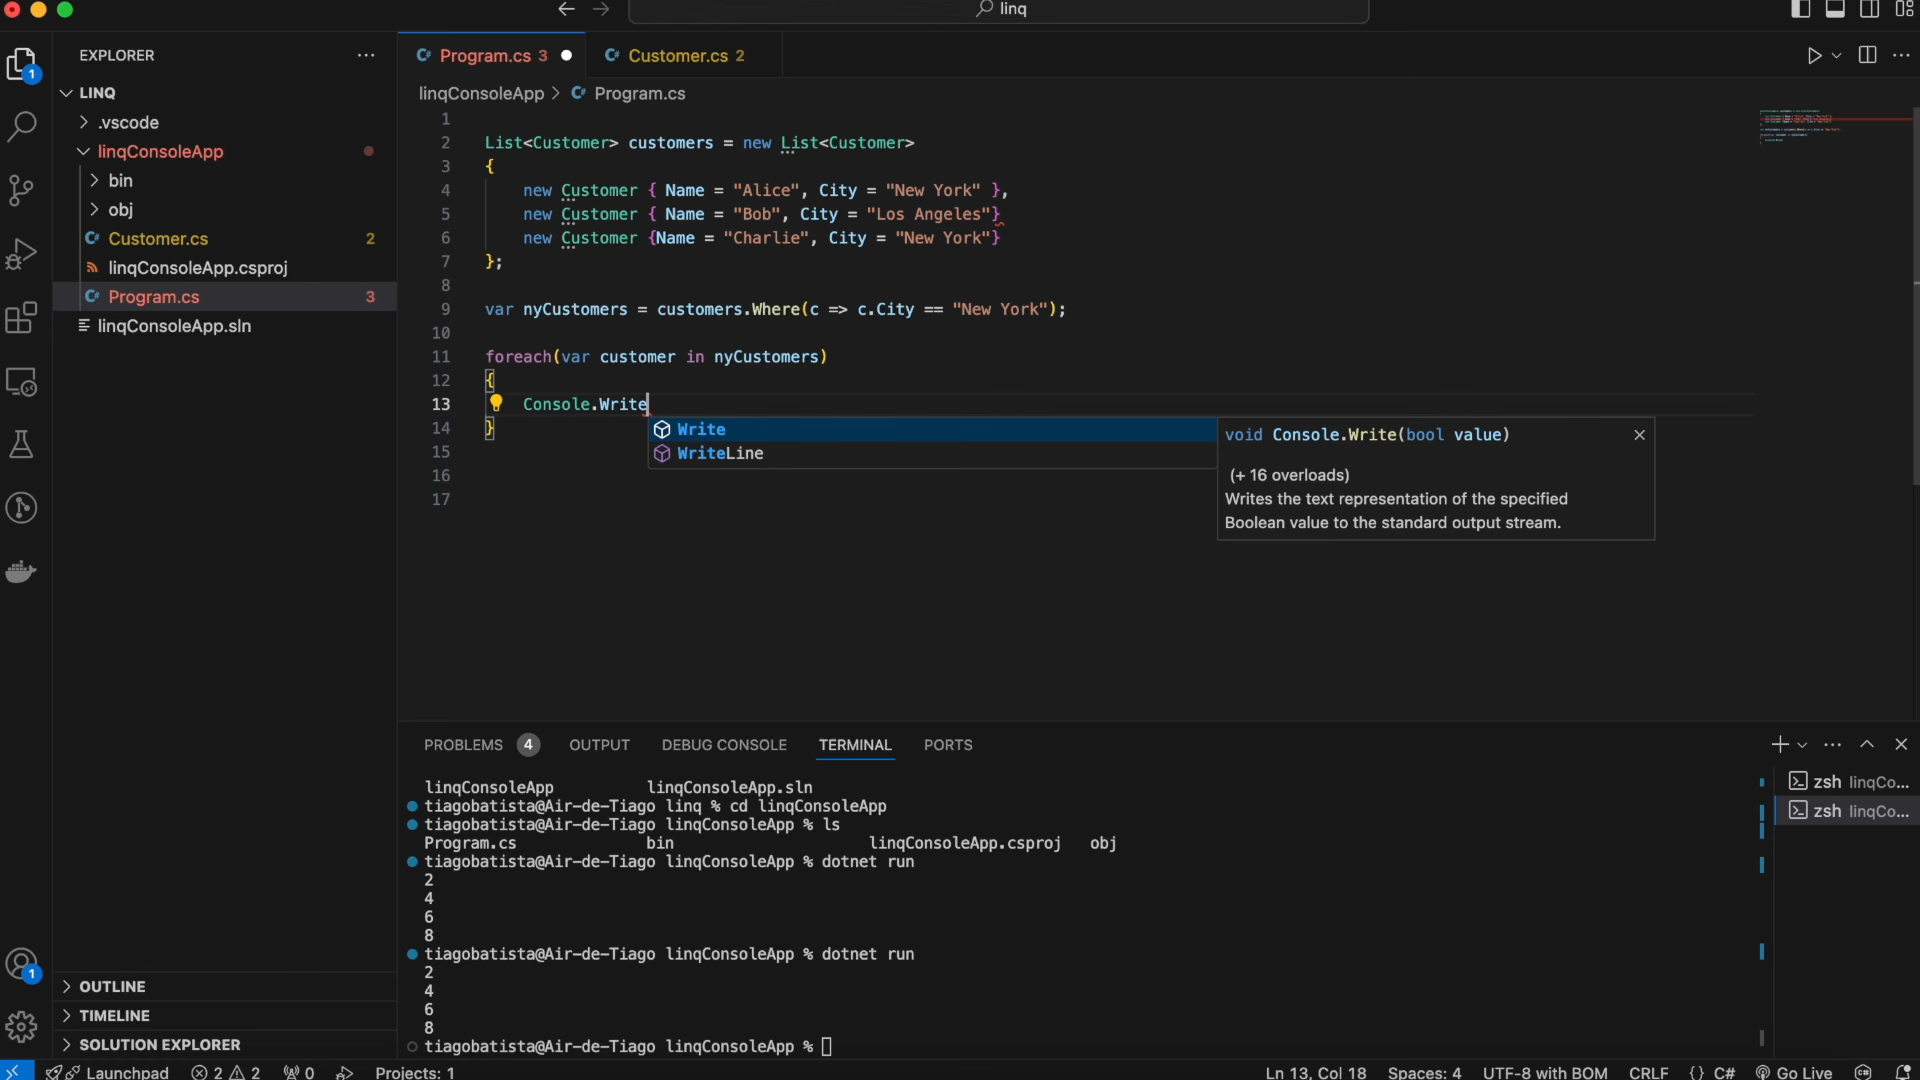 linq
EXPLORER
Program.cs 3
Customer.cs 2
LINQ
linqConsoleApp > Program.cs
.vscode
linqConsoleApp
bin
obj
Customer.cs 2
linqConsoleApp.csproj
Program.cs 3
linqConsoleApp.sln
1
2 List<Customer> customers = new List<Customer>
3 {
4 new Customer { Name = "Alice", City = "New York" },
5 new Customer { Name = "Bob", City = "Los Angeles"}
6 new Customer {Name = "Charlie", City = "New York"}
7 };
8
9 var nyCustomers = customers.Where(c => c.City == "New York");
10
11 foreach(var customer in nyCustomers)
12 {
13 Console.Write
14 }
15
16
17
Write
WriteLine
void Console.Write(bool value)
(+ 16 overloads)
Writes the text representation of the specified
Boolean value to the standard output stream.
PROBLEMS 4 OUTPUT DEBUG CONSOLE TERMINAL PORTS
linqConsoleApp linqConsoleApp.sln
tiagobatista@Air-de-Tiago linq % cd linqConsoleApp
tiagobatista@Air-de-Tiago linqConsoleApp % ls
Program.cs bin linqConsoleApp.csproj obj
tiagobatista@Air-de-Tiago linqConsoleApp % dotnet run
2
4
6
8
tiagobatista@Air-de-Tiago linqConsoleApp % dotnet run
2
4
6
8
tiagobatista@Air-de-Tiago linqConsoleApp %
zsh linqCo...
zsh linqCo...
1
1
OUTLINE
TIMELINE
SOLUTION EXPLORER
Launchpad 2 2 0 Projects: 1 Ln 13, Col 18 Spaces: 4 UTF-8 with BOM CRLF {} C# Go Live